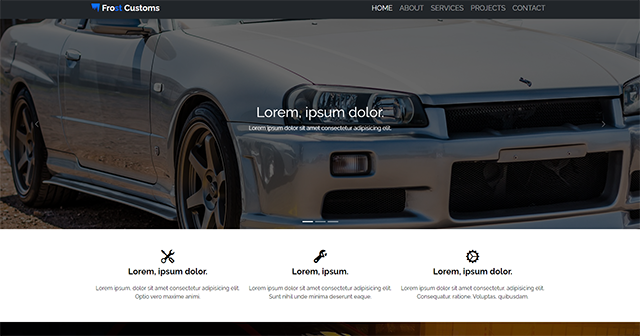 Frost Customs
HOME ABOUT SERVICES PROJECTS CONTACT
Lorem, ipsum dolor.
Lorem ipsum dolor sit amet consectetur adipisicing elit.
Lorem, ipsum dolor.
Lorem ipsum, dolor sit amet consectetur adipisicing elit.
Optio vero maxime animi.
Lorem, ipsum.
Lorem ipsum dolor sit amet consectetur adipisicing elit.
Sunt nihil minima deserunt eaque.
Lorem, ipsum dolor.
Lorem ipsum dolor sit amet consectetur adipisicing elit.
Consequatur, ratione. Voluptas, quibusdam.